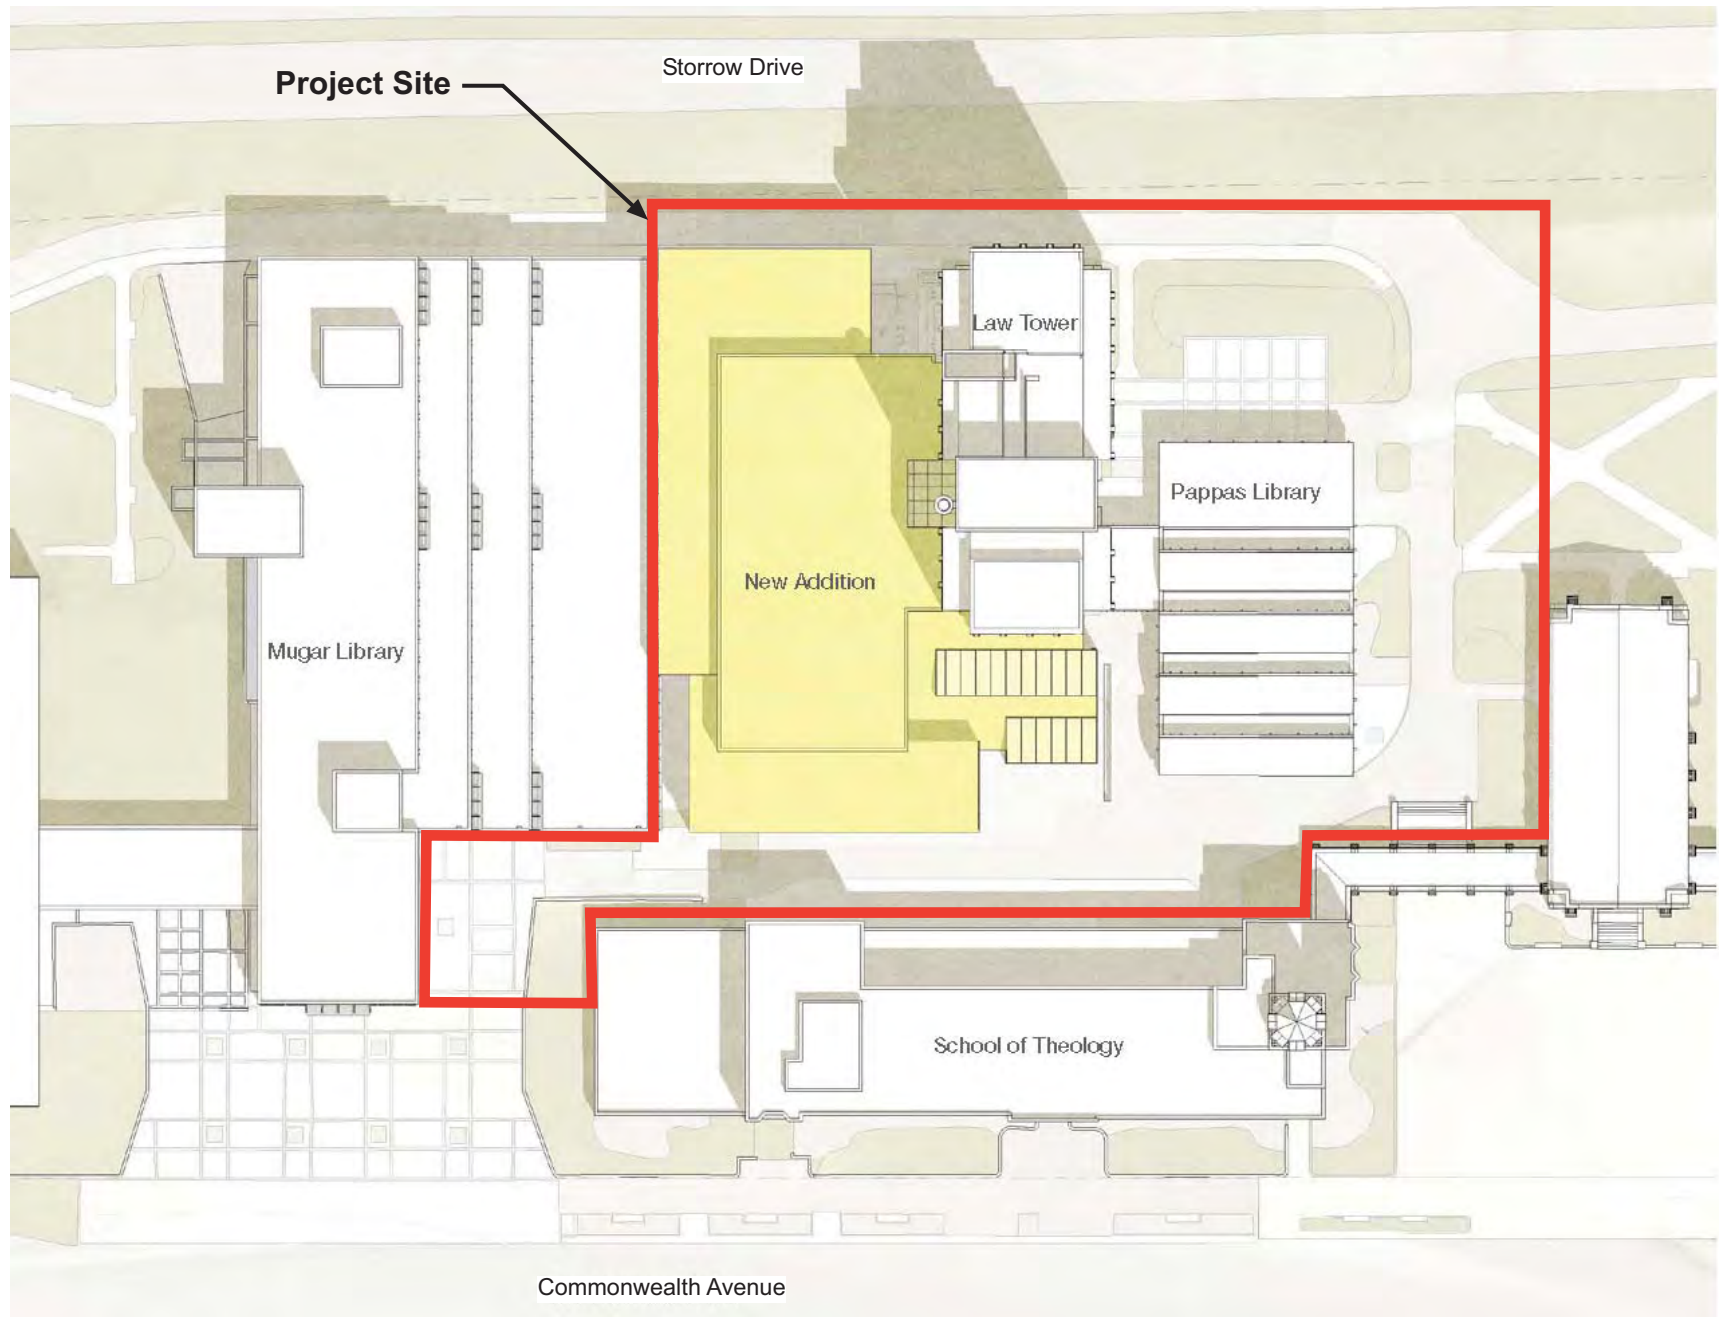 Storrow Drive
Project Site
Law Tower
Pappas Library
New Addition
Mugar Library
School of Theology
Commonwealth Avenue